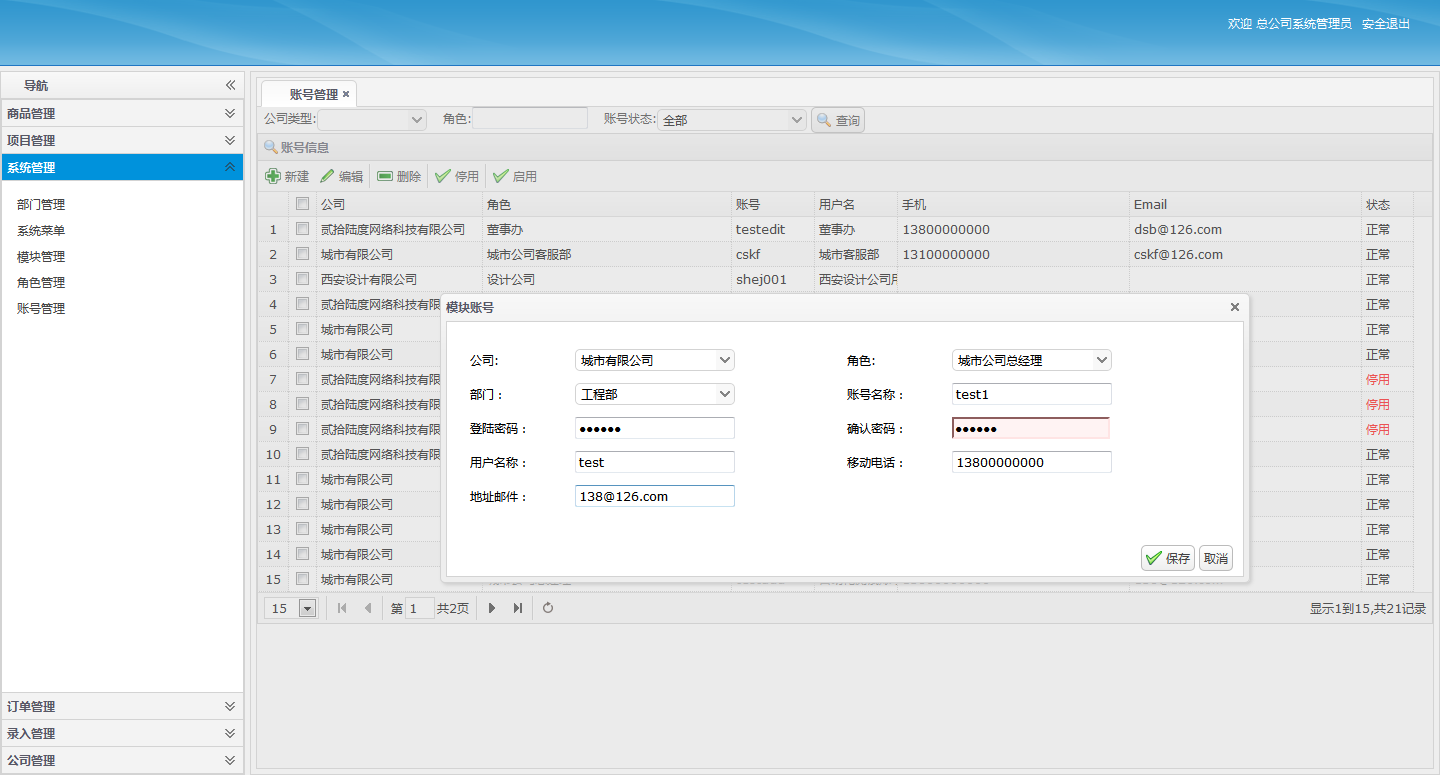 欢迎 总公司系统管理员 安全退出
导航
商品管理
项目管理
系统管理
部门管理
系统菜单
模块管理
角色管理
账号管理
订单管理
录入管理
公司管理
账号管理
公司类型: 角色: 账号状态: 全部 查询
账号信息
新建 编辑 删除 停用 启用
公司 角色 账号 用户名 手机 Email 状态
1 贰拾陆度网络科技有限公司 董事办 testedit 董事办 13800000000 dsb@126.com 正常
2 城市有限公司 城市公司客服部 cskf 城市客服部 13100000000 cskf@126.com 正常
3 西安设计有限公司 设计公司 shej001 西安设计公司用 正常
4 贰拾陆度网络科技有限 正常
5 城市有限公司 正常
6 城市有限公司 正常
7 贰拾陆度网络科技有限 停用
8 贰拾陆度网络科技有限 停用
9 贰拾陆度网络科技有限 停用
10 贰拾陆度网络科技有限 正常
11 城市有限公司 正常
12 城市有限公司 正常
13 城市有限公司 正常
14 城市有限公司 正常
15 城市有限公司 正常
模块账号
公司: 城市有限公司 角色: 城市公司总经理
部门： 工程部 账号名称： test1
登陆密码： •••••• 确认密码： ••••••
用户名称： test 移动电话： 13800000000
地址邮件： 138@126.com
保存 取消
15 第 1 共2页 显示1到15,共21记录